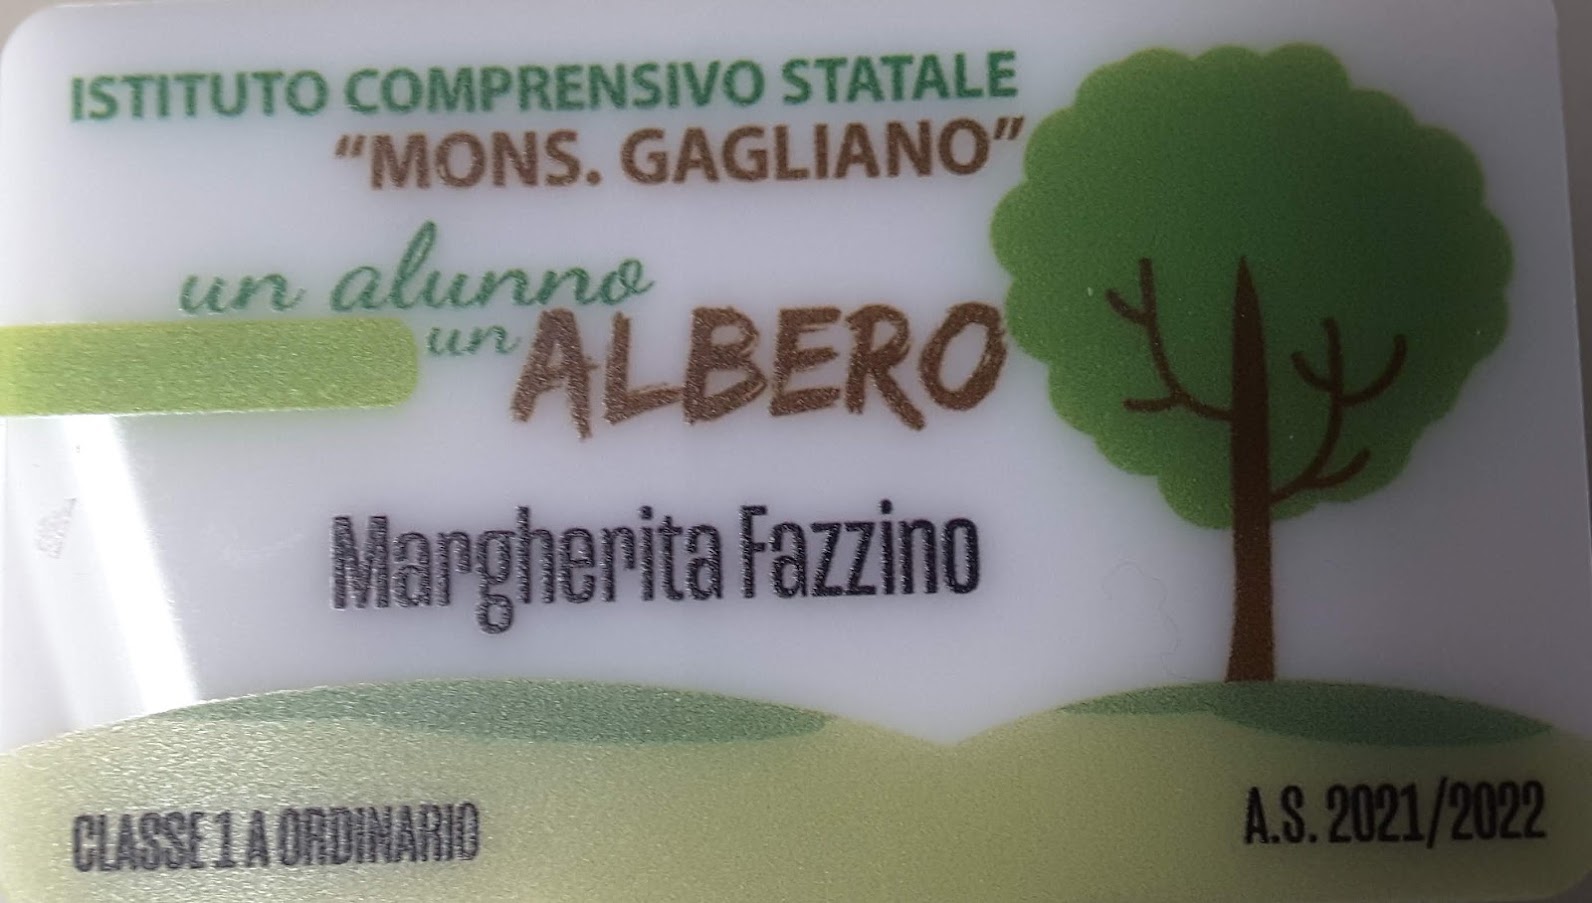 ISTITUTO COMPRENSIVO STATALE
“MONS. GAGLIANO”
un alunno
un ALBERO
Margherita Fazzino
CLASSE 1 A ORDINARIO
A.S. 2021/2022